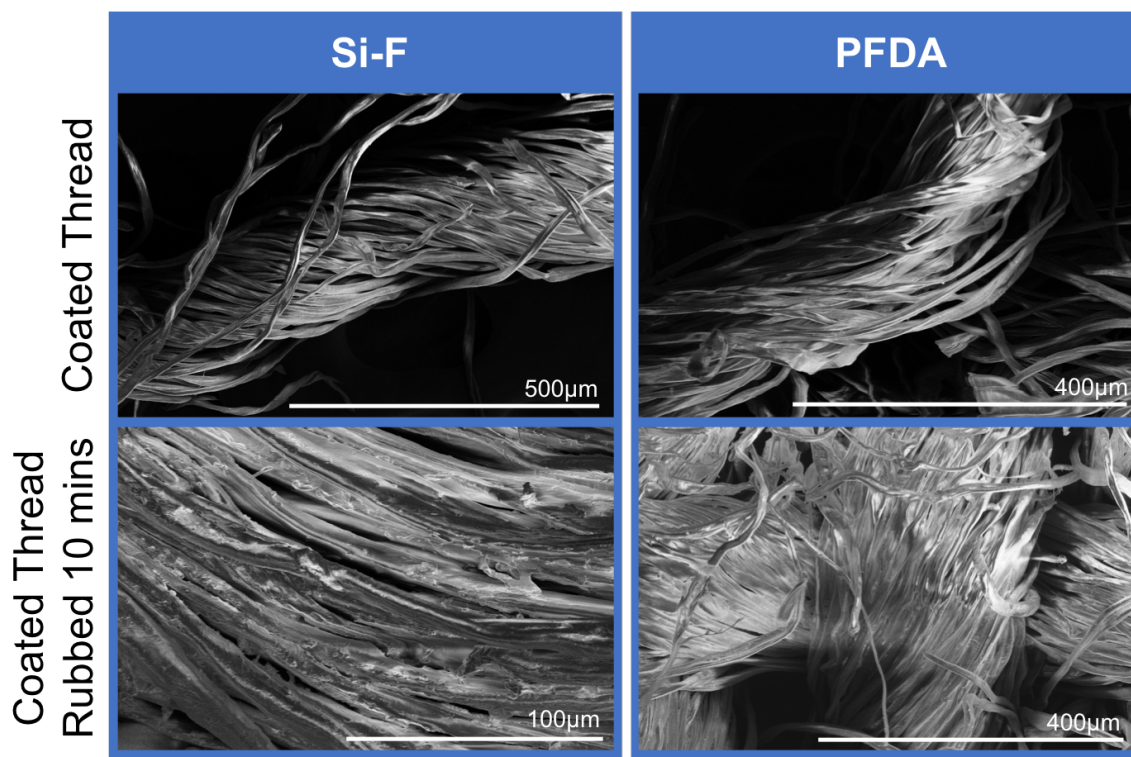 Si-F
PFDA
Coated Thread
500µm
400µm
Coated Thread
Rubbed 10 mins
100µm
400µm